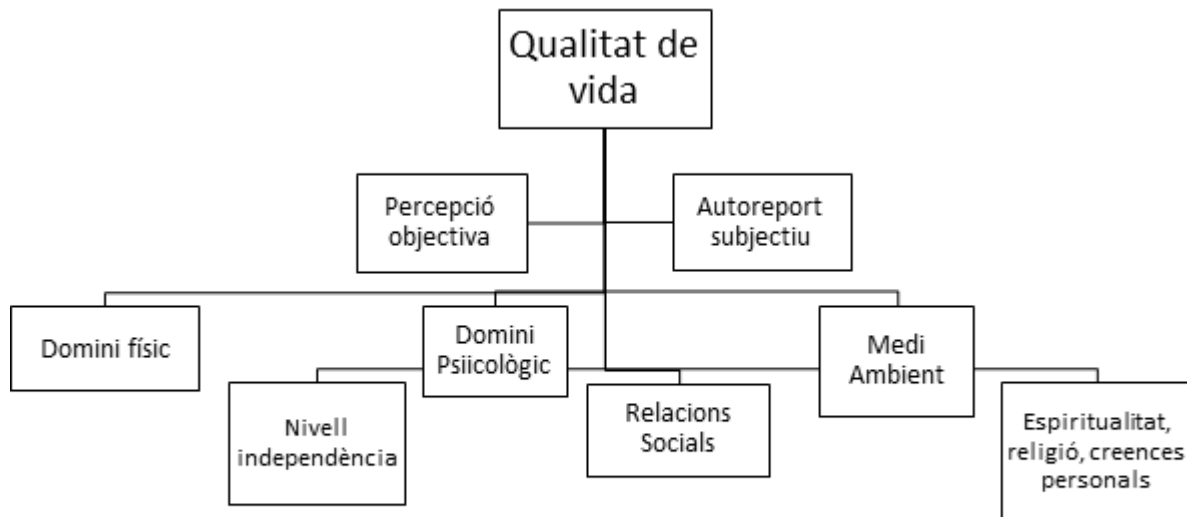 Qualitat de
vida
Percepció
objectiva
Autoreport
subjectiu
Domini físic
Domini
Psiicològic
Medi
Ambient
Nivell
independència
Relacions
Socials
Espiritualitat,
religió, creences
personals